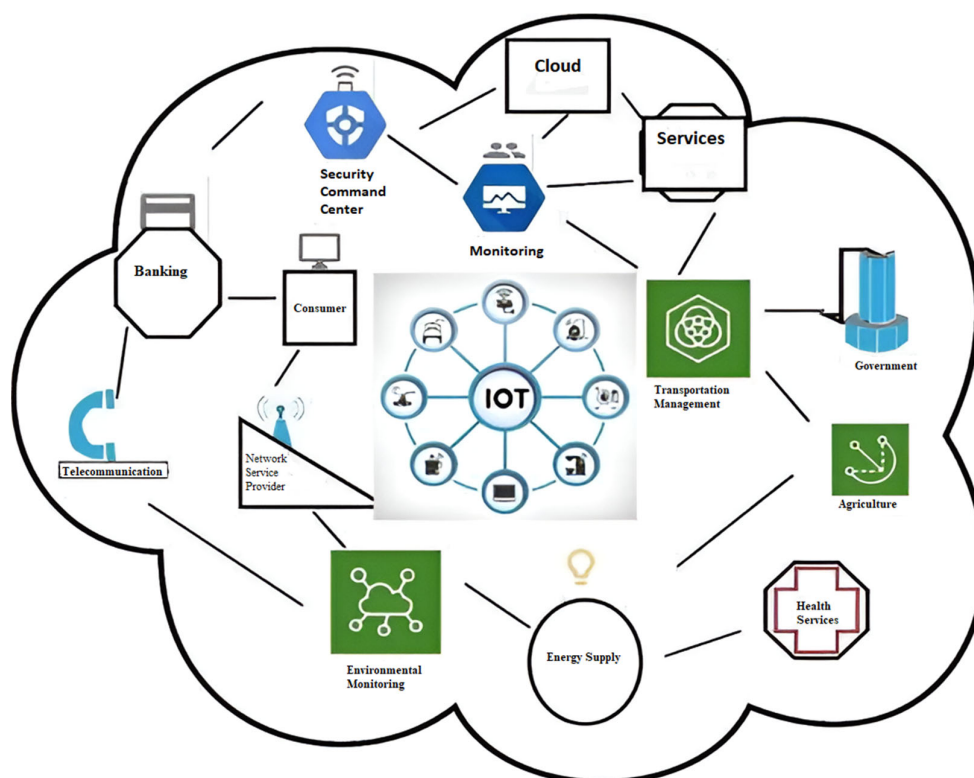 Cloud
Services
Security
Command
Center
Monitoring
Banking
Consumer
IOT
Transportation
Management
Government
Telecommunication
Network
Service
Provider
Agriculture
Health
Services
Energy Supply
Environmental
Monitoring